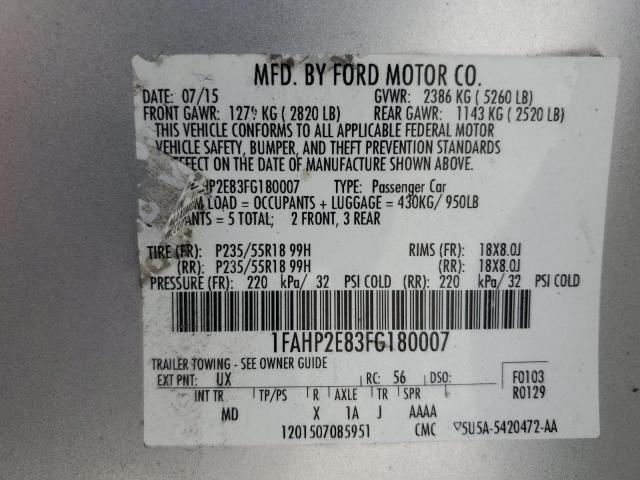 MFD. BY FORD MOTOR CO.
DATE: 07/15 GVWR: 2386 KG ( 5260 LB)
FRONT GAWR: 1279 KG ( 2820 LB) REAR GAWR: 1143 KG ( 2520 LB)
THIS VEHICLE CONFORMS TO ALL APPLICABLE FEDERAL MOTOR
VEHICLE SAFETY, BUMPER, AND THEFT PREVENTION STANDARDS
EFFECT ON THE DATE OF MANUFACTURE SHOWN ABOVE.
HP2E83FG180007 TYPE: Passenger Car
LOAD = OCCUPANTS + LUGGAGE = 430KG/ 950LB
PANTS = 5 TOTAL; 2 FRONT, 3 REAR
TIRE (FR): P235/55R18 99H RIMS (FR): 18X8.0J
(RR): P235/55R18 99H (RR): 18X8.0J
PRESSURE (FR): 220 kPa/ 32 PSI COLD (RR): 220 kPa/ 32 PSI COLD
1FAHP2E83FG180007
TRAILER TOWING - SEE OWNER GUIDE
EXT PNT: UX RC: 56 DSO: F0103
INT TR TP/PS R AXLE TR SPR R0129
MD X 1A J AAAA
1201507085951 CMC ▽5U5A-5420472-AA